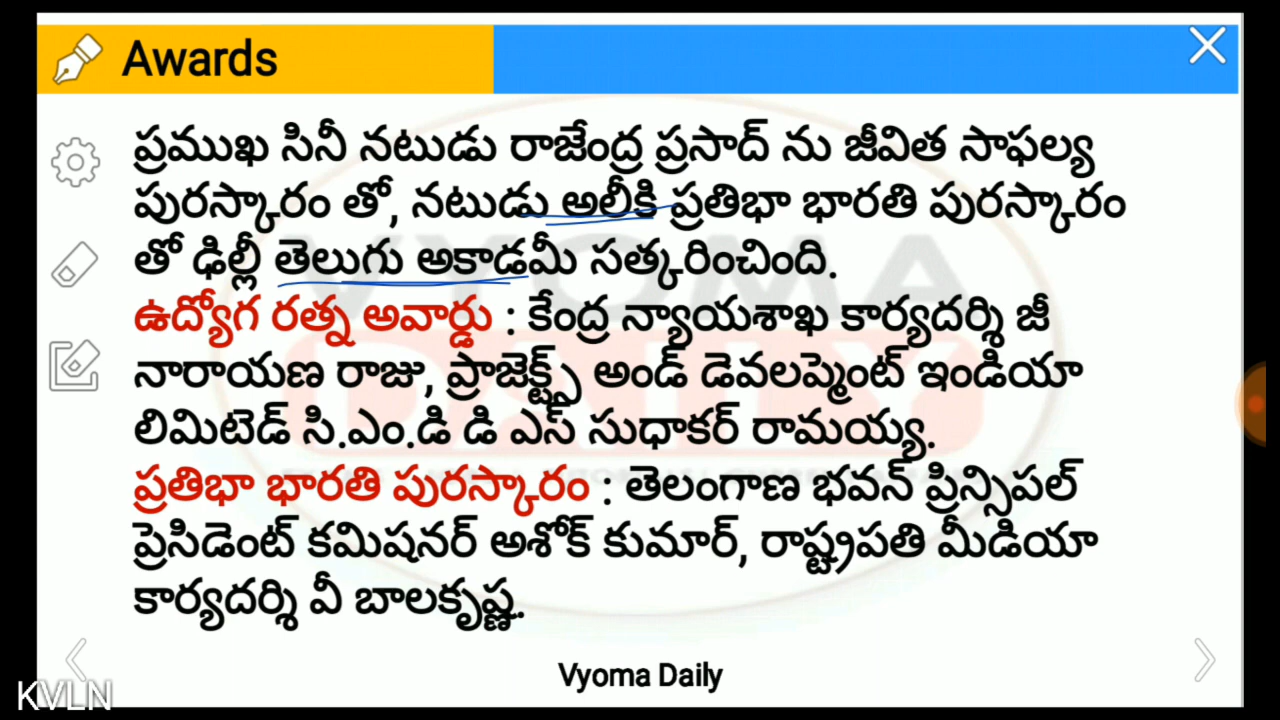 Awards
ప్రముఖ సినీ నటుడు రాజేంద్ర ప్రసాద్ ను జీవిత సాఫల్య
పురస్కారం తో, నటుడు అలీకి ప్రతిభా భారతి పురస్కారం
తో ఢిల్లీ తెలుగు అకాడమీ సత్కరించింది.
ఉద్యోగ రత్న అవార్డు : కేంద్ర న్యాయశాఖ కార్యదర్శి జీ
నారాయణ రాజు, ప్రాజెక్ట్స్ అండ్ డెవలప్మెంట్ ఇండియా
లిమిటెడ్ సి.ఎం.డి డి ఎస్ సుధాకర్ రామయ్య.
ప్రతిభా భారతి పురస్కారం : తెలంగాణ భవన్ ప్రిన్సిపల్
ప్రెసిడెంట్ కమిషనర్ అశోక్ కుమార్, రాష్ట్రపతి మీడియా
కార్యదర్శి వీ బాలకృష్ణ.
Vyoma Daily
KVLN
VYOMA
DAILY